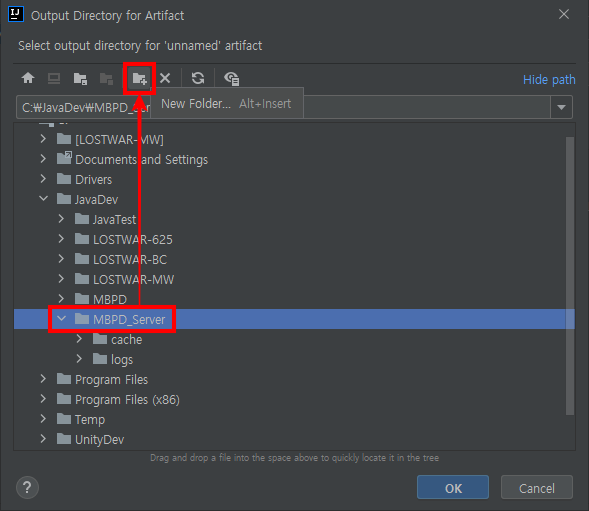 IJ Output Directory for Artifact
Select output directory for 'unnamed' artifact
Hide path
C:₩JavaDev₩MBPD_Ser
New Folder... Alt+Insert
[LOSTWAR-MW]
Documents and Settings
Drivers
JavaDev
JavaTest
LOSTWAR-625
LOSTWAR-BC
LOSTWAR-MW
MBPD
MBPD_Server
cache
logs
Program Files
Program Files (x86)
Temp
UnityDev
Drag and drop a file into the space above to quickly locate it in the tree
?
OK
Cancel